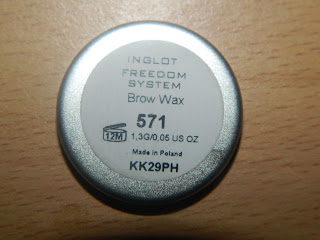 INGLOT
FREEDOM
SYSTEM
Brow Wax
571
12M 1,3G/0.05 US OZ
Made in Poland
KK29PH